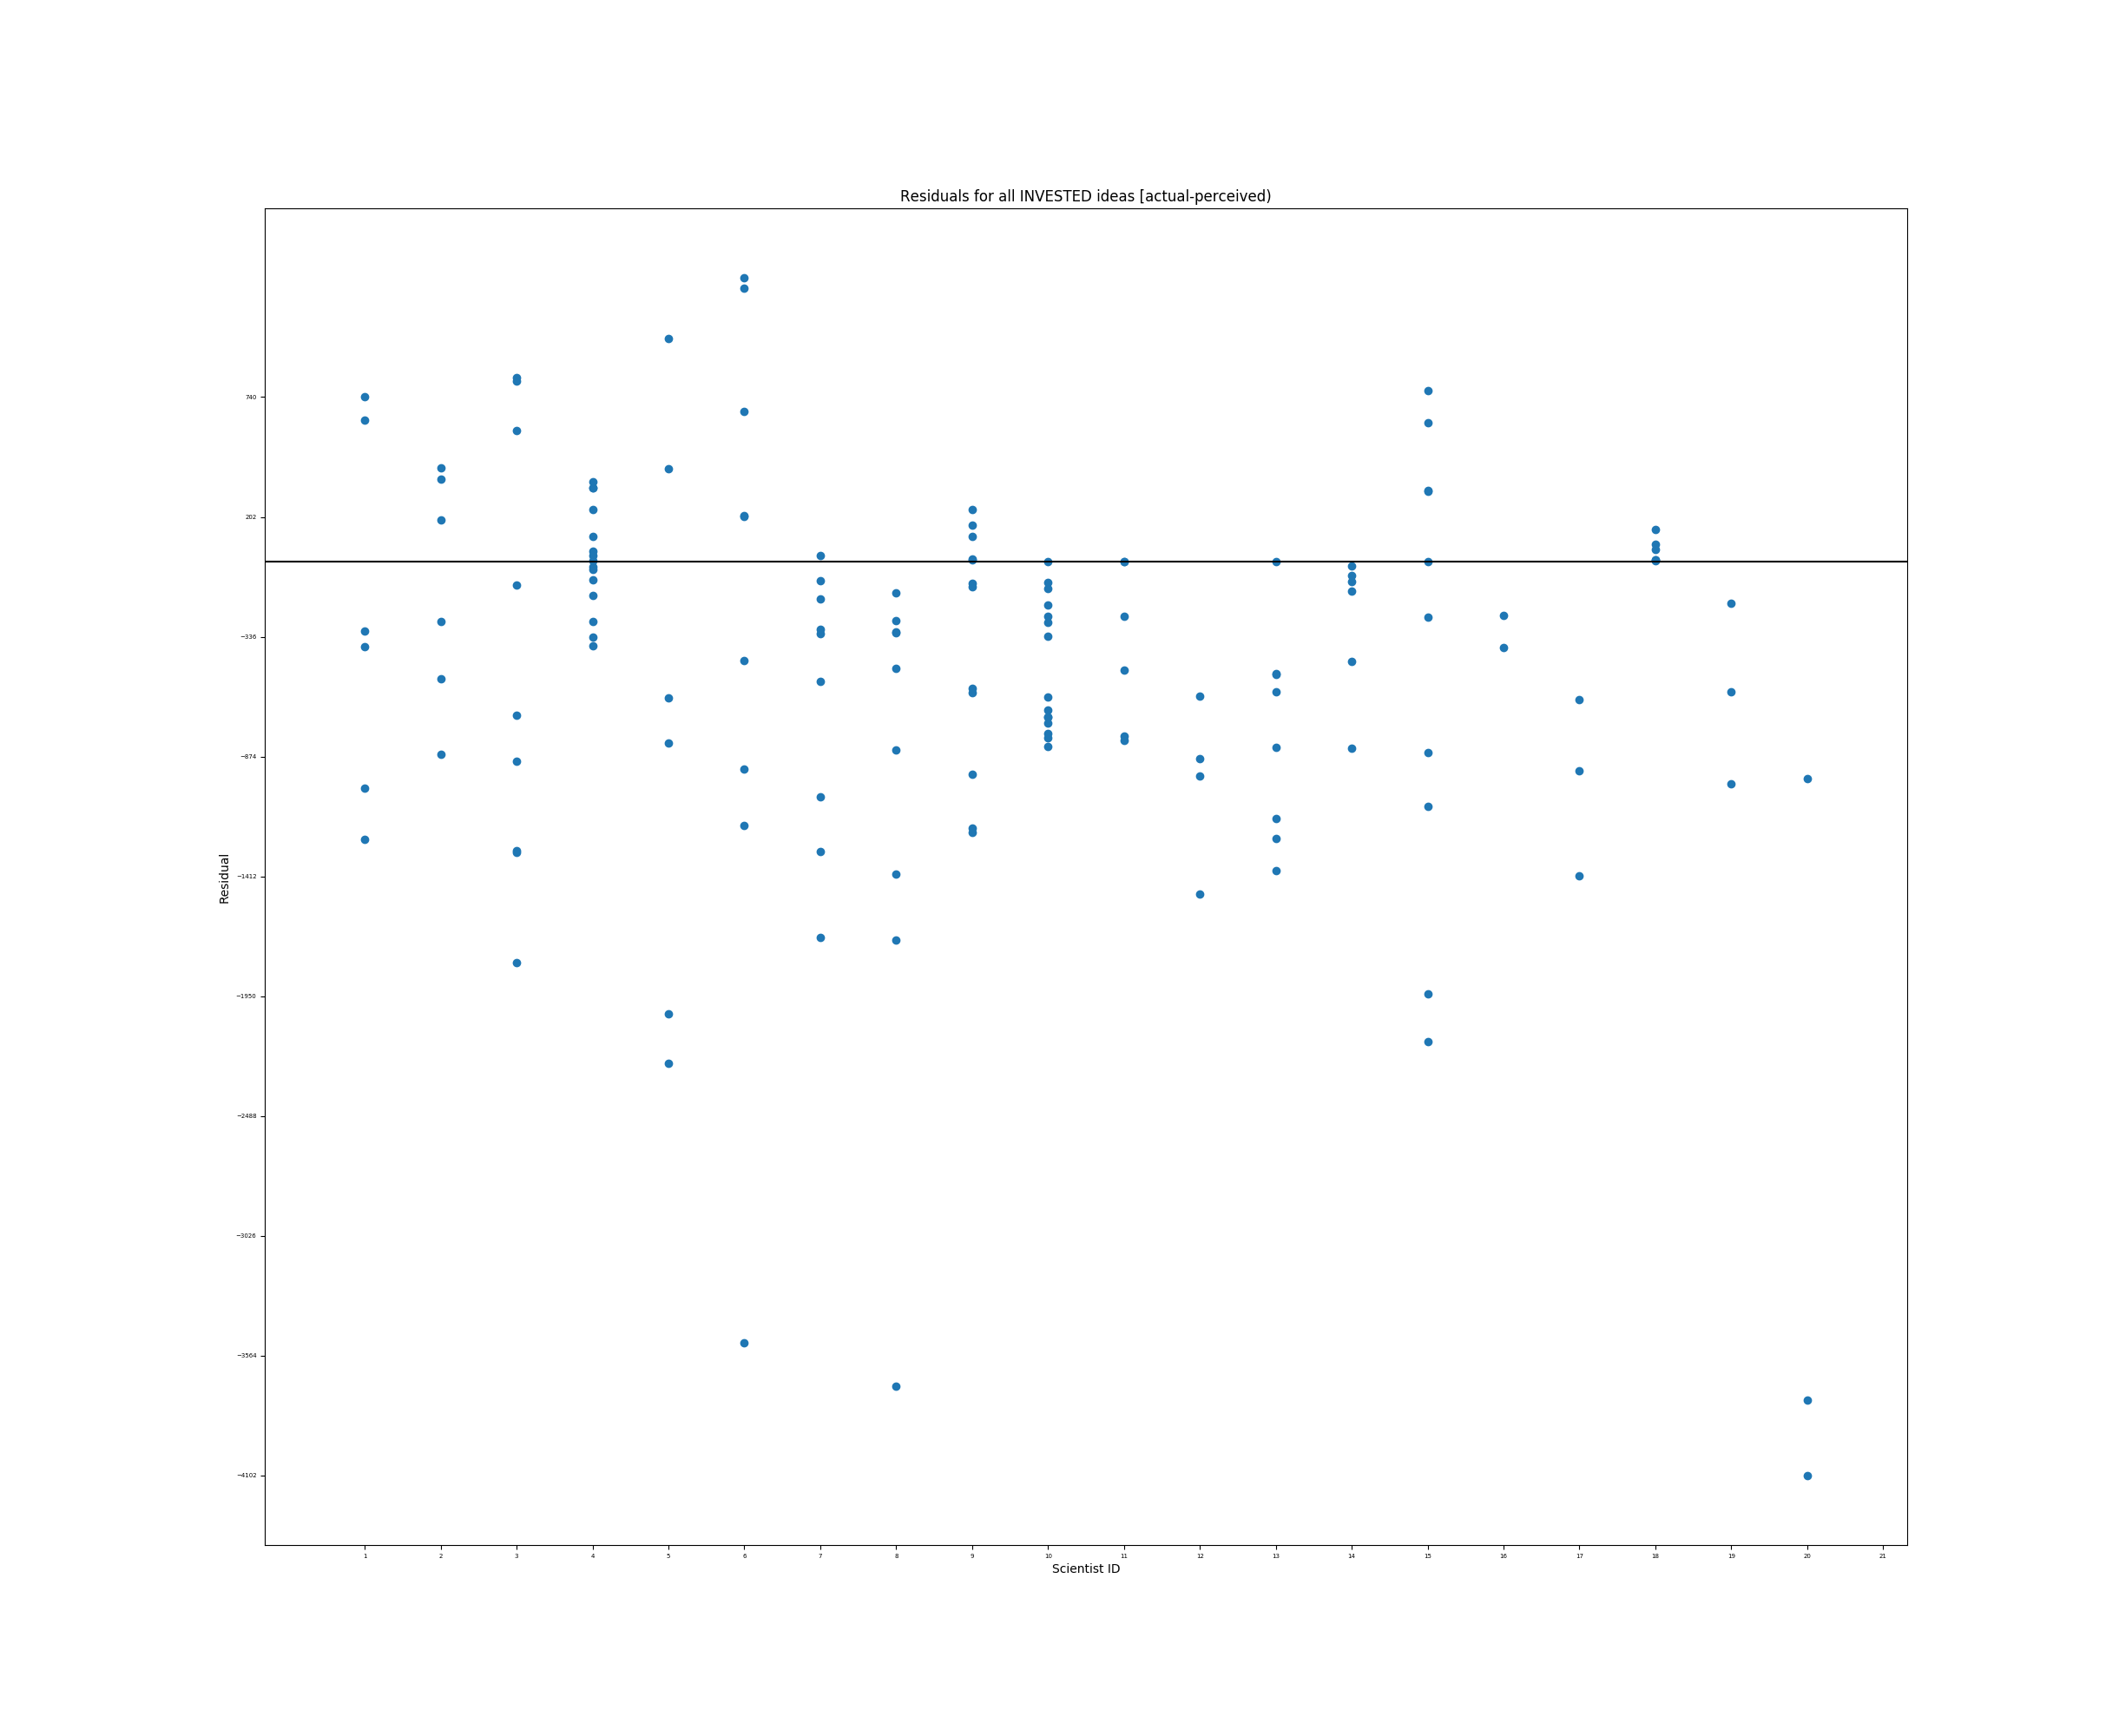 Residuals for all INVESTED ideas [actual-perceived)
740
202
−336
−874
−1412
−1950
−2488
−3026
−3564
−4102
Residual
1 2 3 4 5 6 7 8 9 10 11 12 13 14 15 16 17 18 19 20 21
Scientist ID